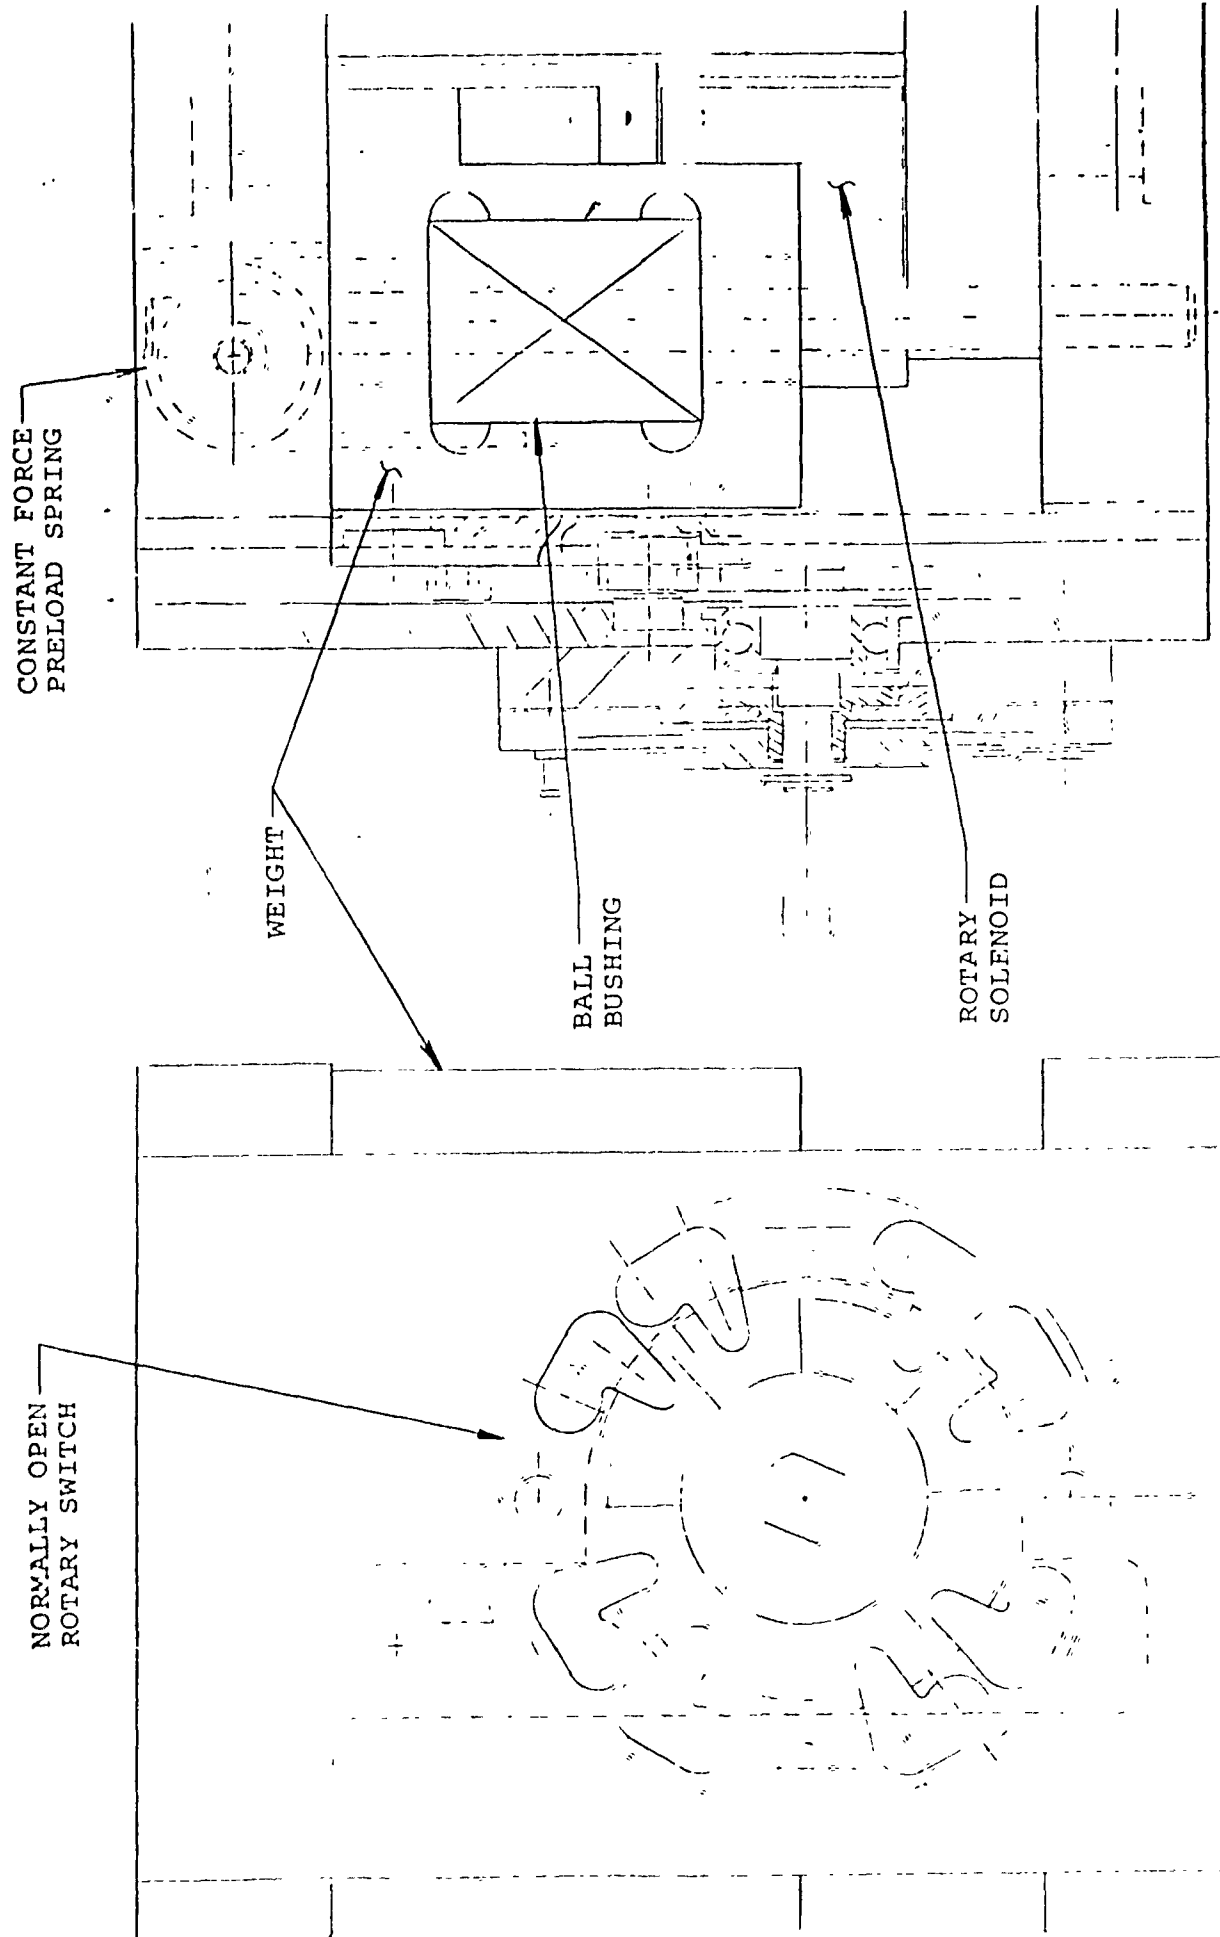 NORMALLY OPEN
ROTARY SWITCH
CONSTANT FORCE
PRELOAD SPRING
WEIGHT
BALL
BUSHING
ROTARY
SOLENOID